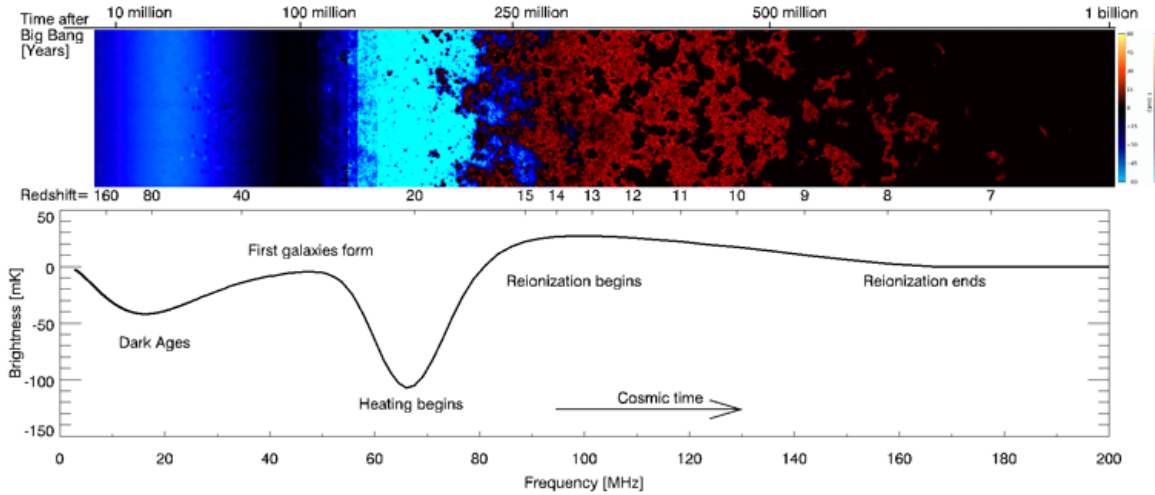 Time after
Big Bang
[Years]
10 million 100 million 250 million 500 million 1 billion
Redshift= 160 80 40 20 15 14 13 12 11 10 9 8 7
50
0
-50
-100
-150
Brightness [mK]
First galaxies form
Dark Ages
Heating begins
Reionization begins
Reionization ends
Cosmic time
0 20 40 60 80 100 120 140 160 180 200
Frequency [MHz]